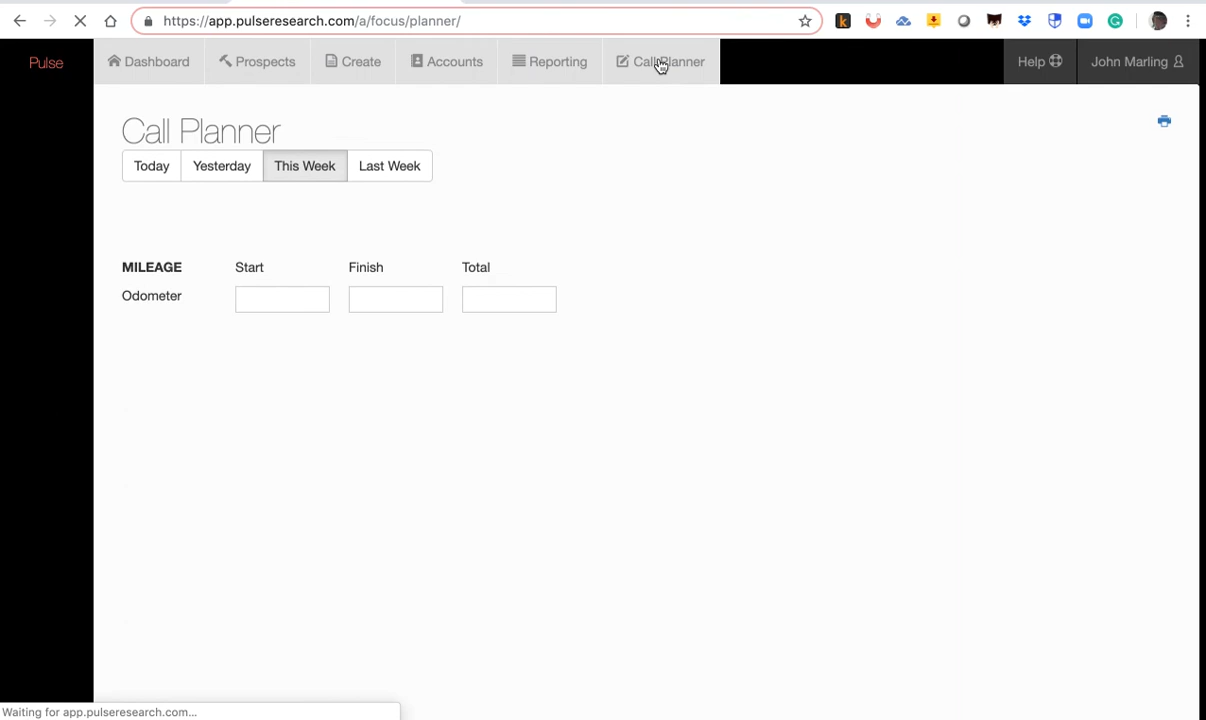 https://app.pulseresearch.com/a/focus/planner/
Pulse
Dashboard
Prospects
Create
Accounts
Reporting
Call Planner
Help
John Marling
Call Planner
Today
Yesterday
This Week
Last Week
MILEAGE
Start
Finish
Total
Odometer
Waiting for app.pulseresearch.com...